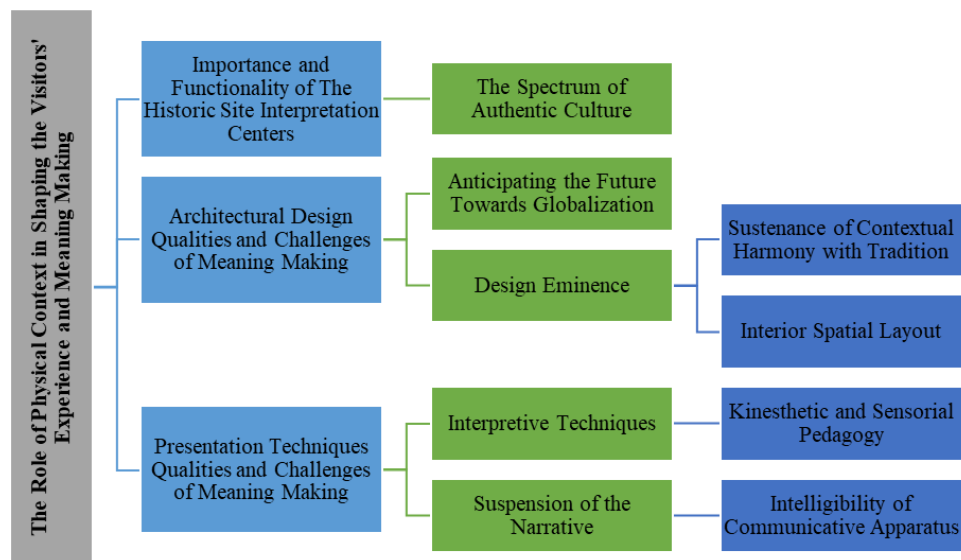 The Role of Physical Context in Shaping the Visitors'
Experience and Meaning Making
Importance and
Functionality of The
Historic Site Interpretation
Centers
The Spectrum of
Authentic Culture
Architectural Design
Qualities and Challenges
of Meaning Making
Anticipating the Future
Towards Globalization
Design Eminence
Sustenance of Contextual
Harmony with Tradition
Interior Spatial Layout
Presentation Techniques
Qualities and Challenges
of Meaning Making
Interpretive Techniques
Kinesthetic and Sensorial
Pedagogy
Suspension of the
Narrative
Intelligibility of
Communicative Apparatus